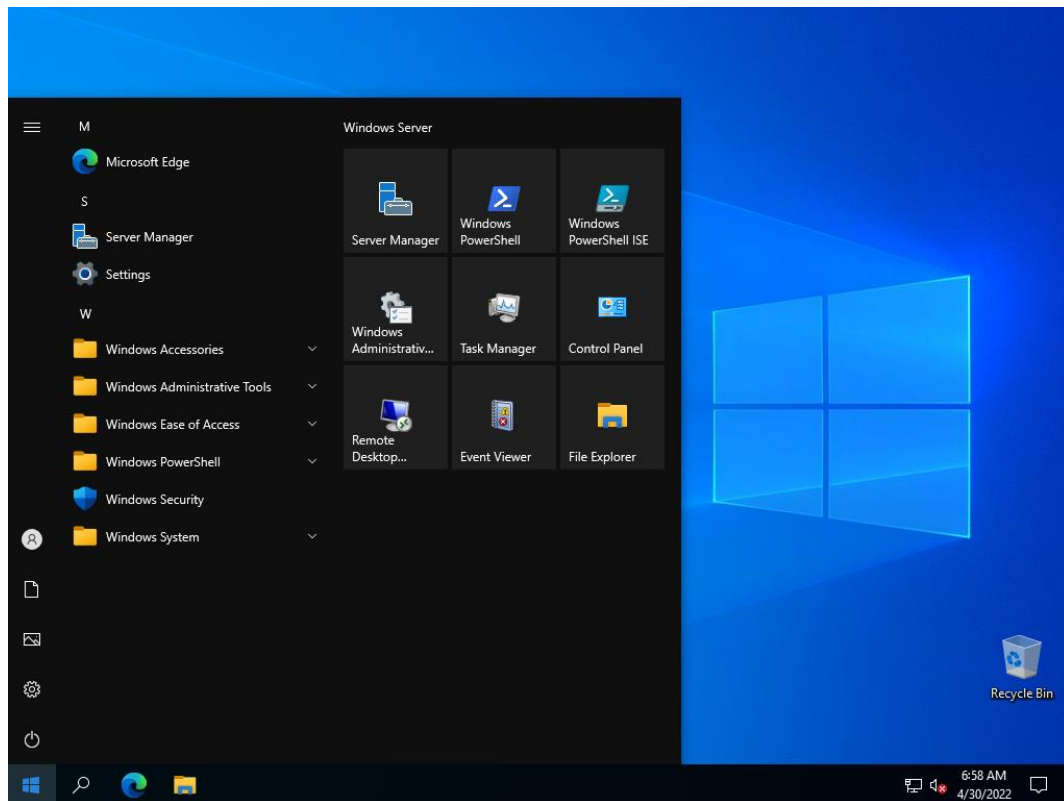 M
Microsoft Edge
S
Server Manager
Settings
W
Windows Accessories
Windows Administrative Tools
Windows Ease of Access
Windows PowerShell
Windows Security
Windows System
Windows Server
Server Manager
Windows
PowerShell
Windows
PowerShell ISE
Windows
Administrativ...
Task Manager
Control Panel
Remote
Desktop...
Event Viewer
File Explorer
Recycle Bin
6:58 AM
4/30/2022